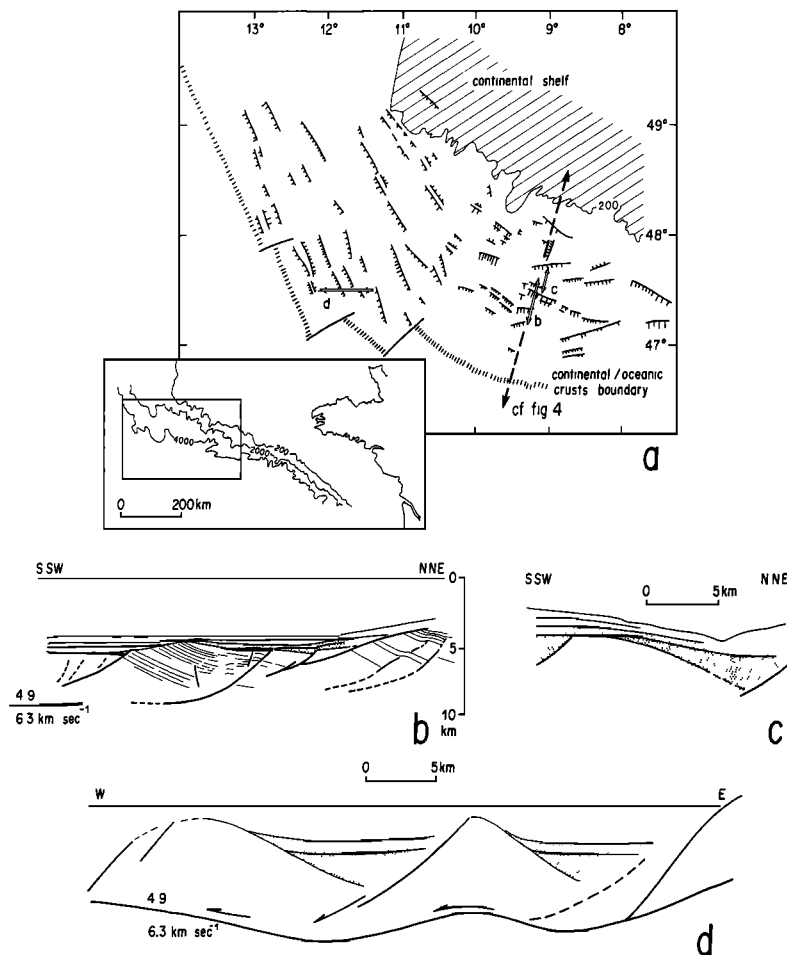 13° 12° 11° 10° 9° 8°
continental shelf
49°
200
48°
c
d
b
47°
continental / oceanic
crusts boundary
cf fig 4
a
4000
2000
200
0 200km
SSW NNE 0
5
10
km
4 9
6.3 km sec⁻¹
b
0 5km
SSW NNE
c
0 5km
W E
4 9
6.3 km sec⁻¹
d